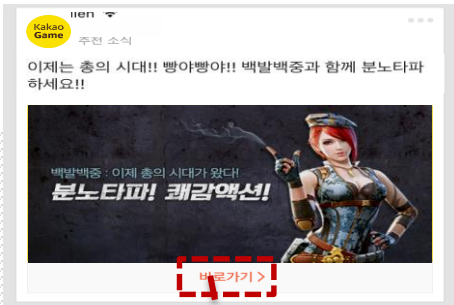 Kakao
Game
주전 소식
이제는 총의 시대!! 빵야빵야!! 백발백중과 함께 분노타파
하세요!!
백발백중 : 이제 총의 시대가 왔다!
분노타파! 쾌감액션!
바로가기 >